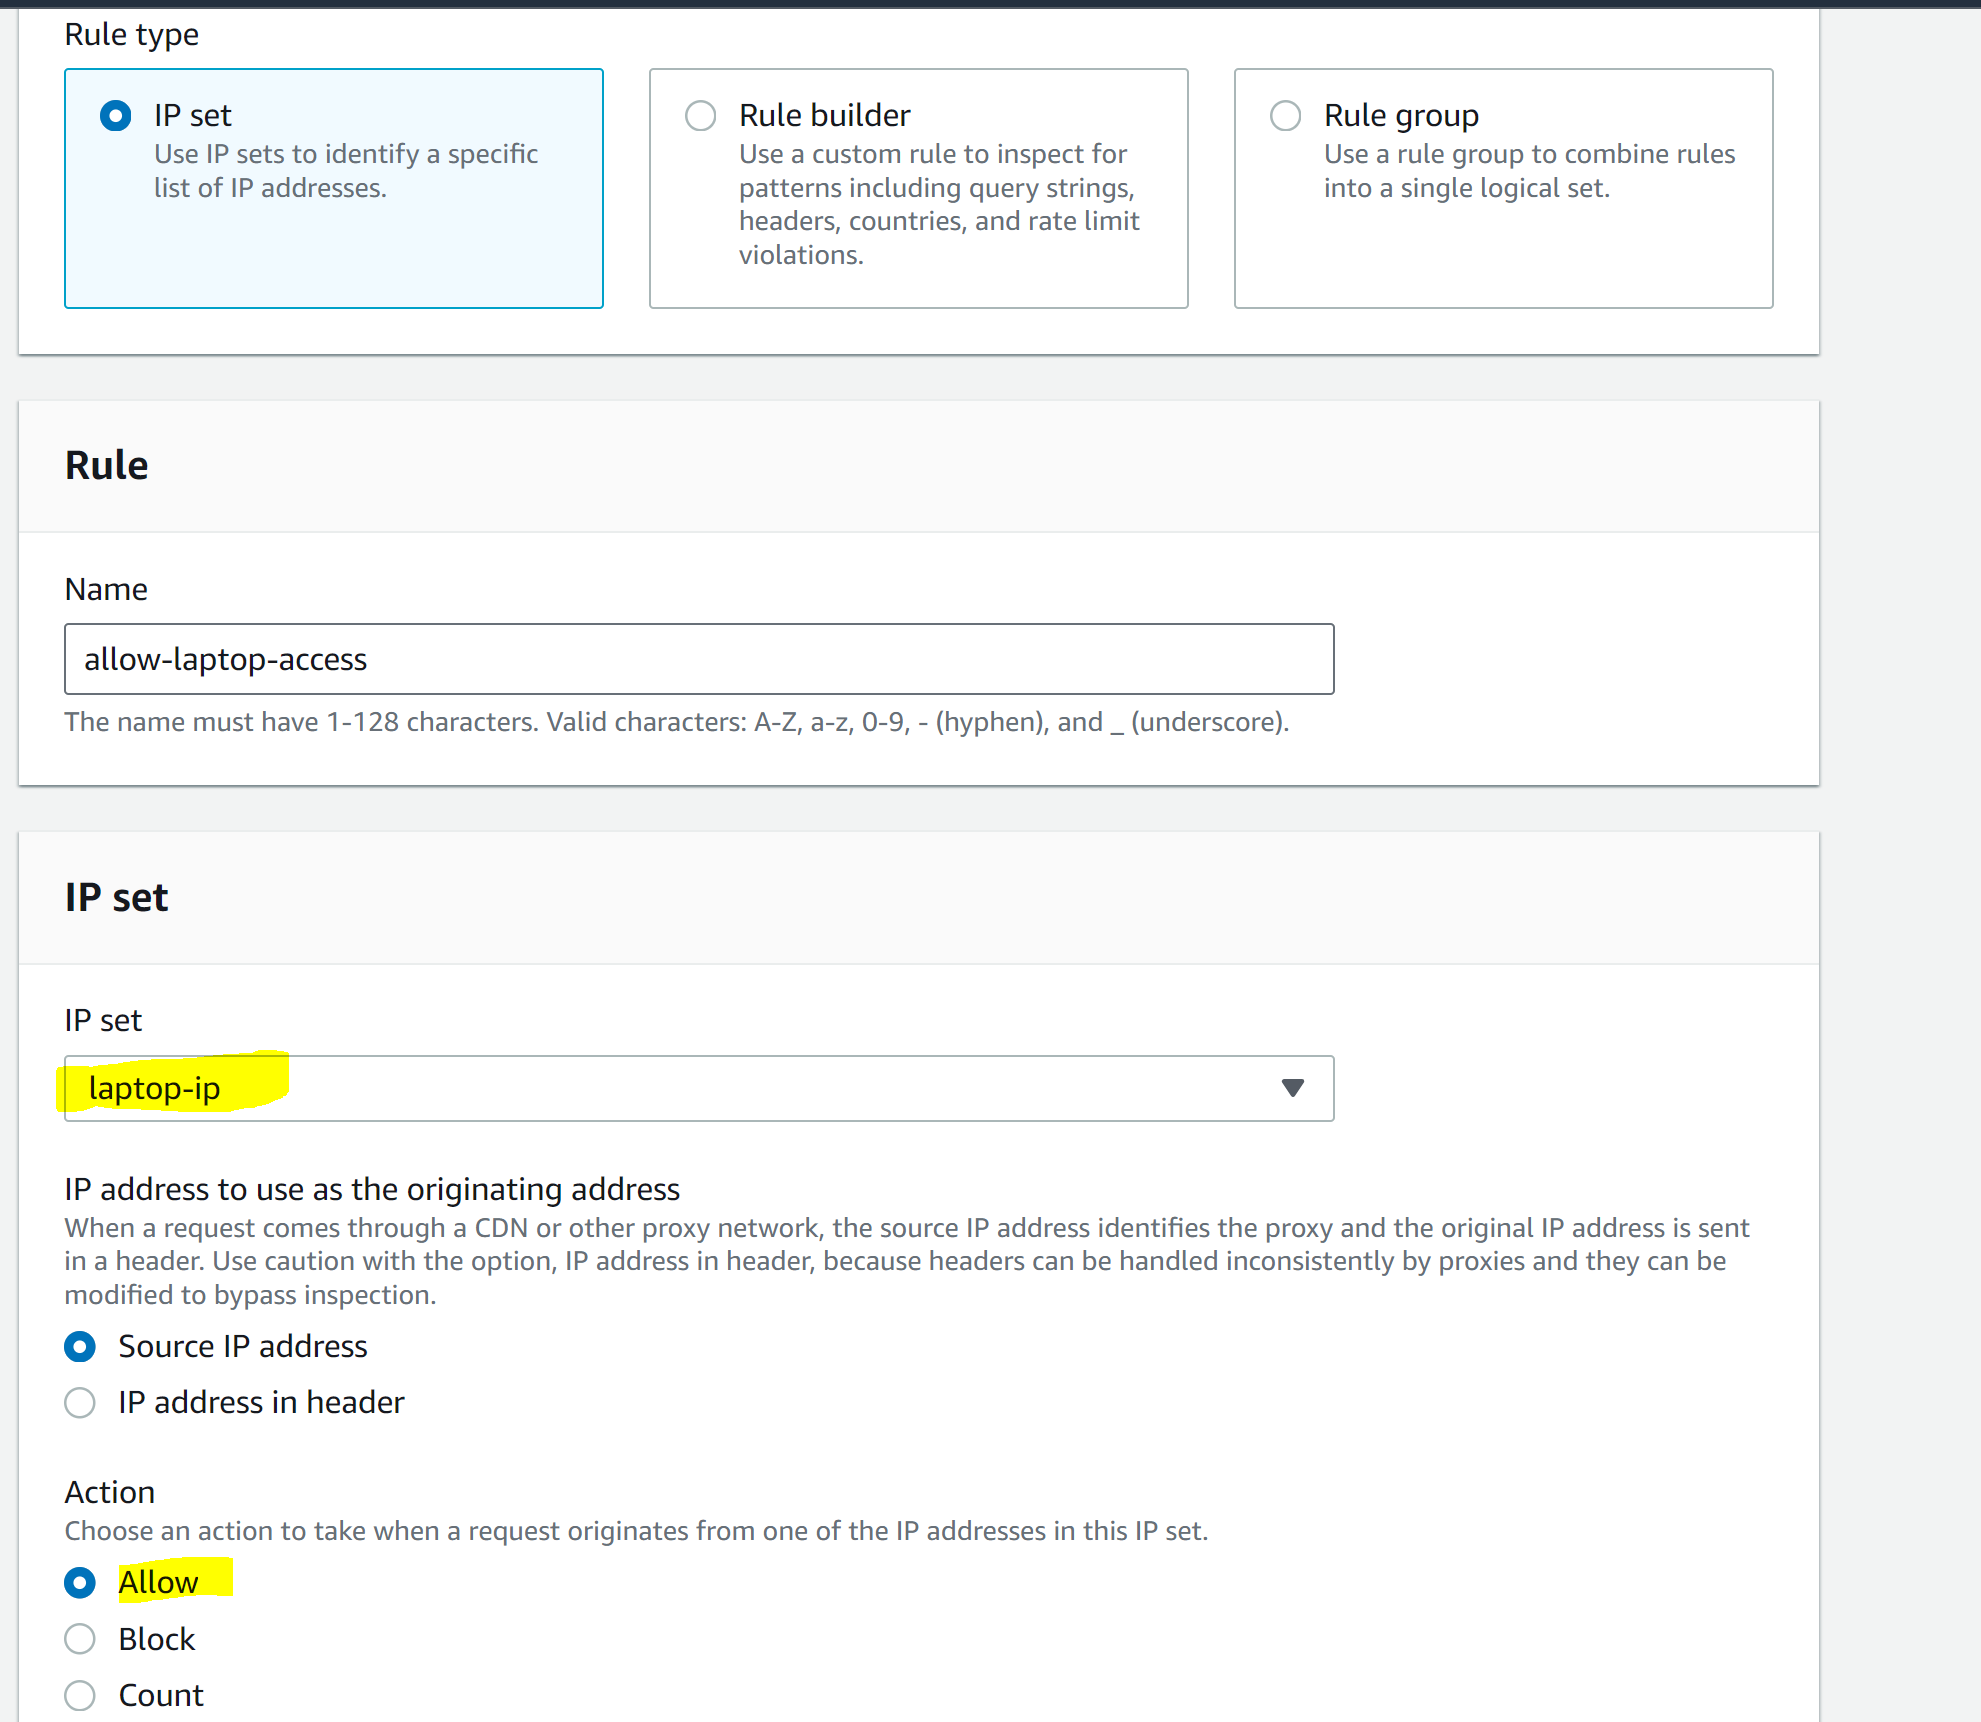 Rule type
IP set
Use IP sets to identify a specific
list of IP addresses.
Rule builder
Use a custom rule to inspect for
patterns including query strings,
headers, countries, and rate limit
violations.
Rule group
Use a rule group to combine rules
into a single logical set.
Rule
Name
allow-laptop-access
The name must have 1-128 characters. Valid characters: A-Z, a-z, 0-9, - (hyphen), and _ (underscore).
IP set
IP set
laptop-ip
IP address to use as the originating address
When a request comes through a CDN or other proxy network, the source IP address identifies the proxy and the original IP address is sent
in a header. Use caution with the option, IP address in header, because headers can be handled inconsistently by proxies and they can be
modified to bypass inspection.
Source IP address
IP address in header
Action
Choose an action to take when a request originates from one of the IP addresses in this IP set.
Allow
Block
Count